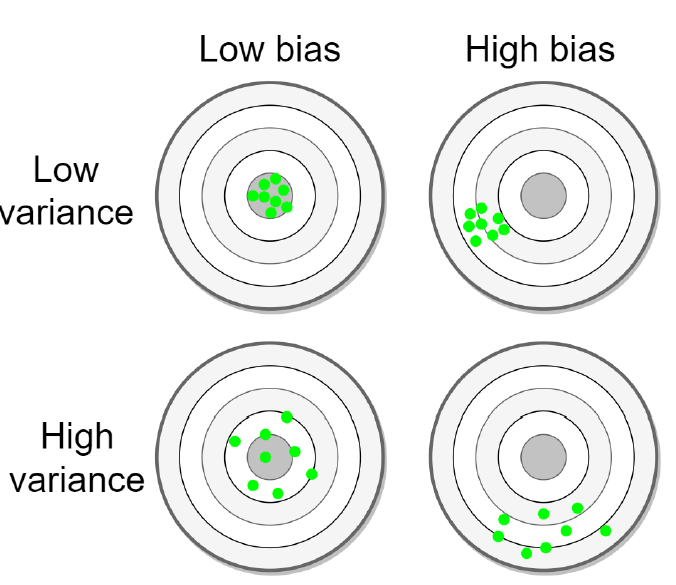 Low bias
High bias
Low
variance
High
variance